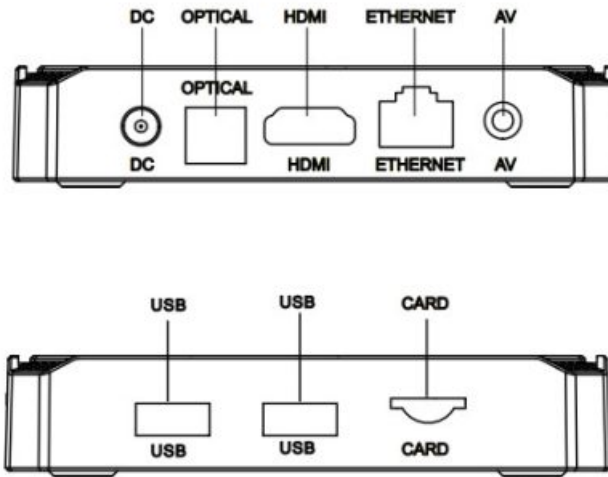 DC OPTICAL HDMI ETHERNET AV
OPTICAL
DC HDMI ETHERNET AV
USB USB CARD
USB USB CARD